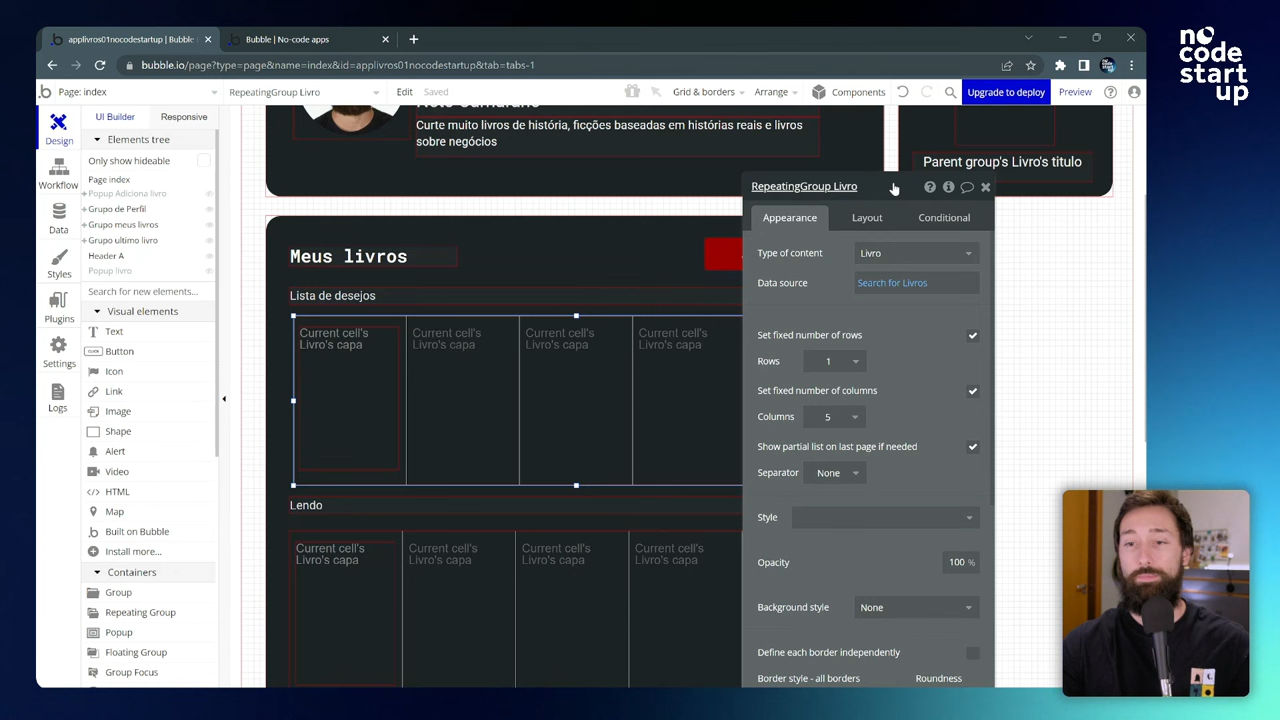 applivros01nocodestartup | Bubble
Bubble | No-code apps
bubble.io/page?type=page&name=index&id=applivros01nocodestartup&tab=tabs-1
no
code
start
up
Page: index
RepeatingGroup Livro
Edit
Saved
Grid & borders
Arrange
Components
Upgrade to deploy
Preview
Design
Workflow
Data
Styles
Plugins
Settings
Logs
UI Builder
Responsive
Elements tree
Only show hideable
Page index
Popup Adiciona livro
Grupo de Perfil
Grupo meus livros
Grupo ultimo livro
Header A
Popup livro
Search for new elements...
Visual elements
Text
CLICK
Button
Icon
Link
Image
Shape
Alert
Video
</> HTML
Map
Built on Bubble
Install more...
Containers
Group
Repeating Group
Popup
Floating Group
Group Focus
Curte muito livros de história, ficções baseadas em histórias reais e livros
sobre negócios
Parent group's Livro's titulo
Meus livros
Lista de desejos
Current cell's
Livro's capa
Current cell's
Livro's capa
Current cell's
Livro's capa
Current cell's
Livro's capa
Lendo
Current cell's
Livro's capa
Current cell's
Livro's capa
Current cell's
Livro's capa
Current cell's
Livro's capa
RepeatingGroup Livro
Appearance
Layout
Conditional
Type of content
Livro
Data source
Search for Livros
Set fixed number of rows
Rows
1
Set fixed number of columns
Columns
5
Show partial list on last page if needed
Separator
None
Style
Opacity
100 %
Background style
None
Define each border independently
Border style - all borders
Roundness